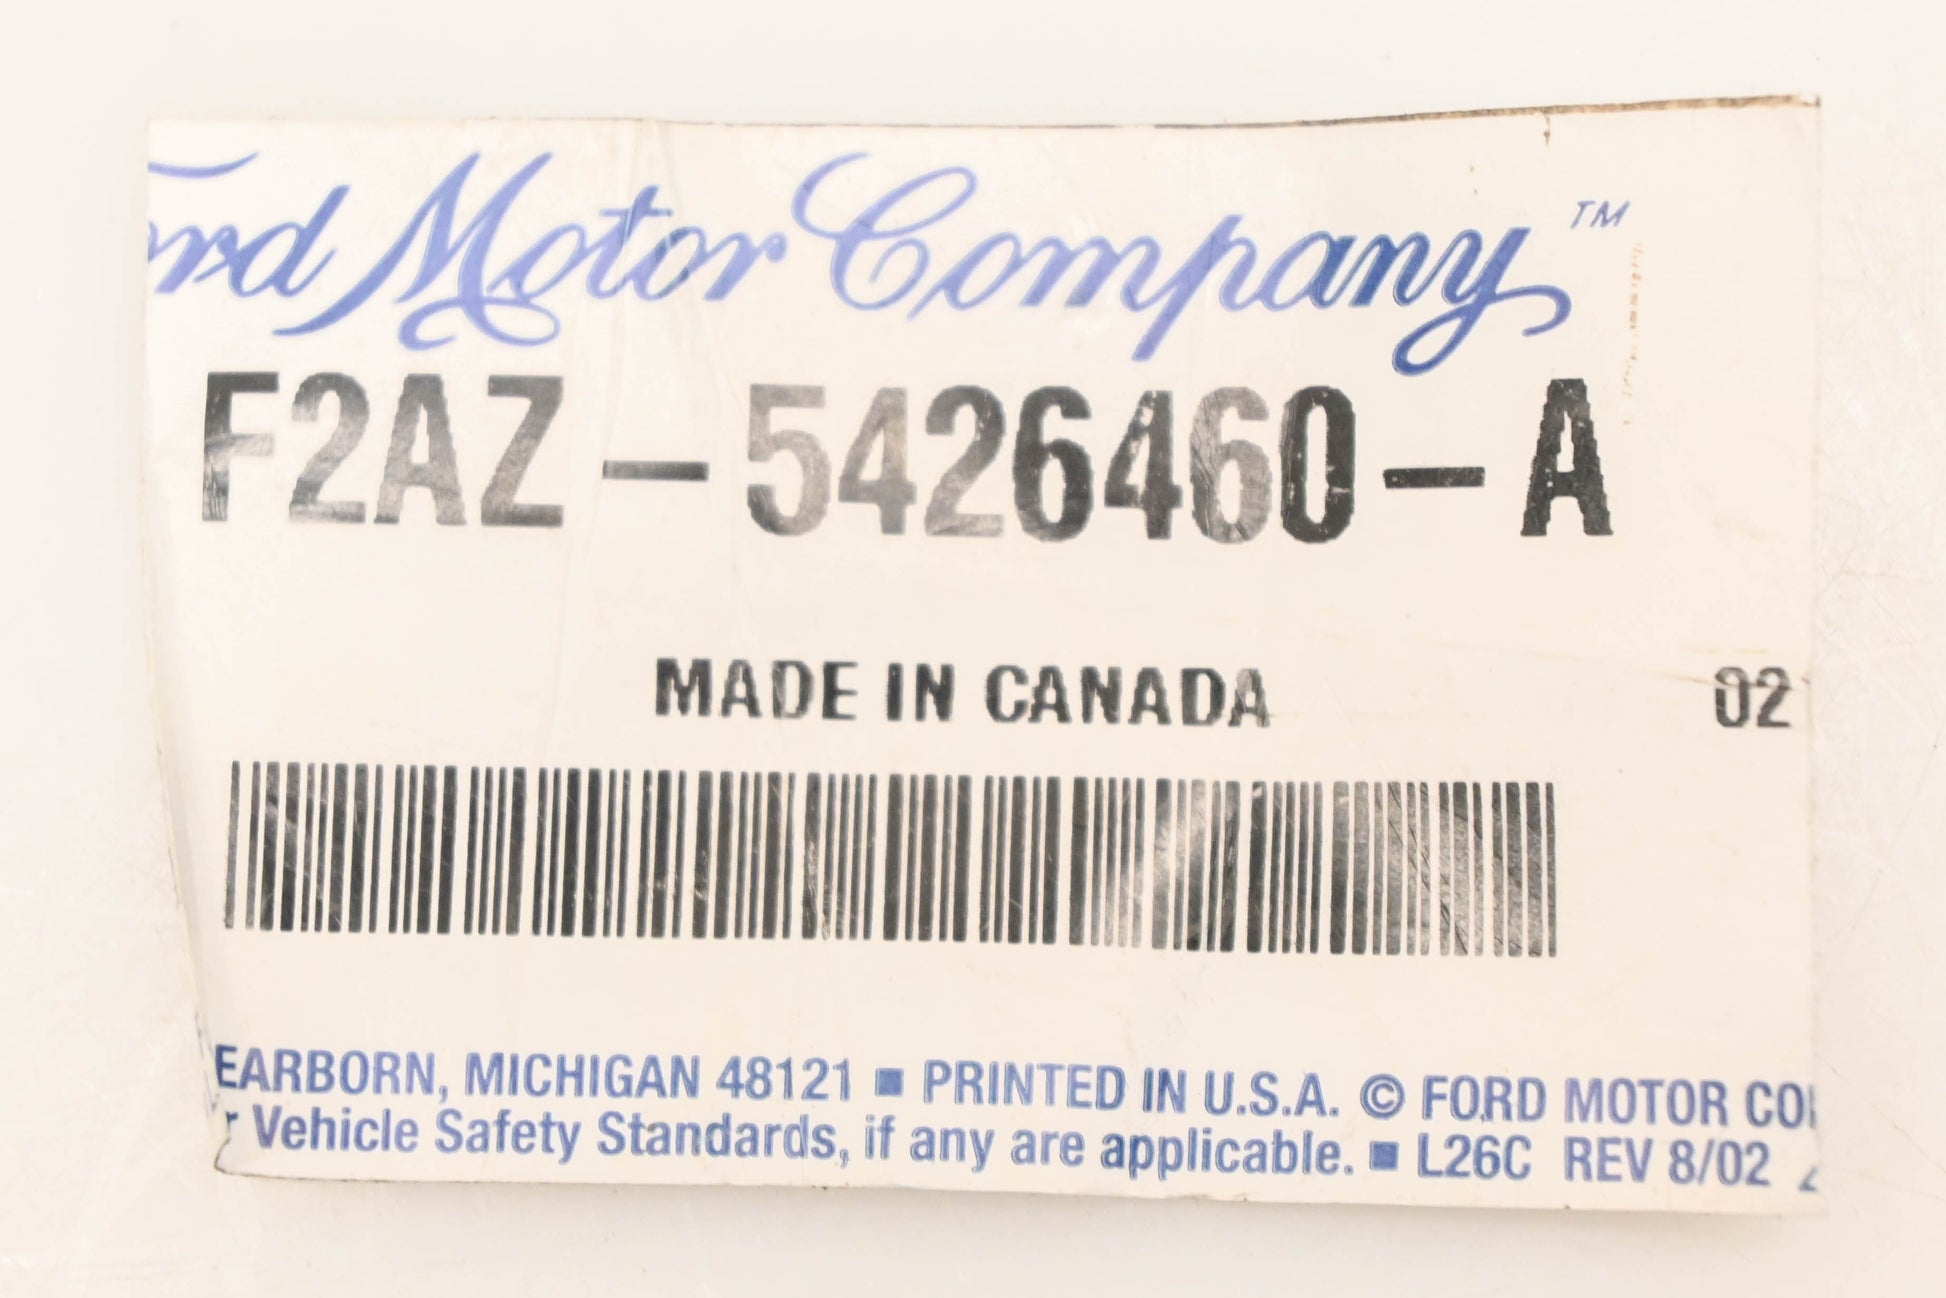 ord Motor Company™
F2AZ-5426460-A
MADE IN CANADA 02
EARBORN, MICHIGAN 48121 ■ PRINTED IN U.S.A. © FORD MOTOR CO
r Vehicle Safety Standards, if any are applicable. ■ L26C REV 8/02